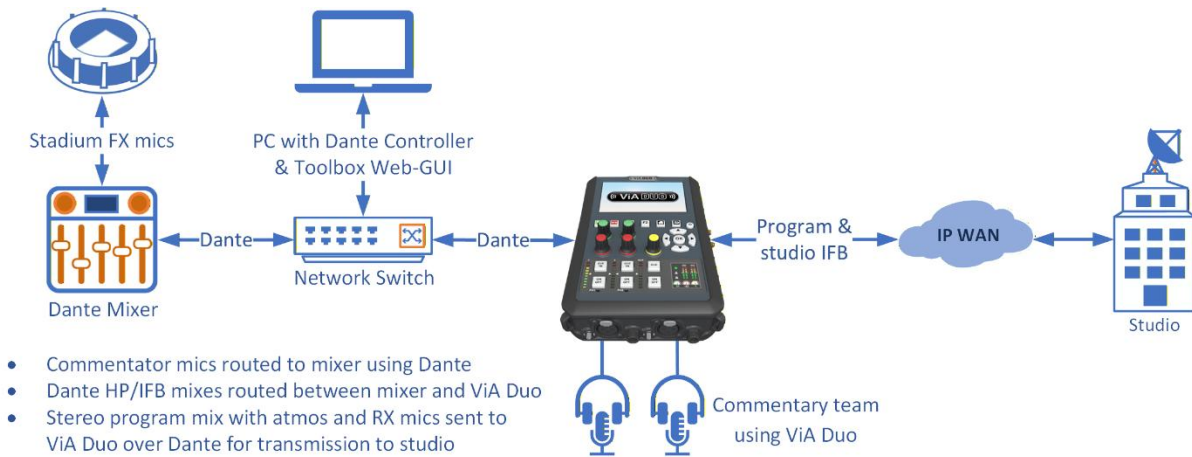 Stadium FX mics
PC with Dante Controller
& Toolbox Web-GUI
Dante
Network Switch
Dante
Dante Mixer
ViA DUO
Program &
studio IFB
IP WAN
Studio
Commentary team
using ViA Duo
• Commentator mics routed to mixer using Dante
• Dante HP/IFB mixes routed between mixer and ViA Duo
• Stereo program mix with atmos and RX mics sent to
ViA Duo over Dante for transmission to studio